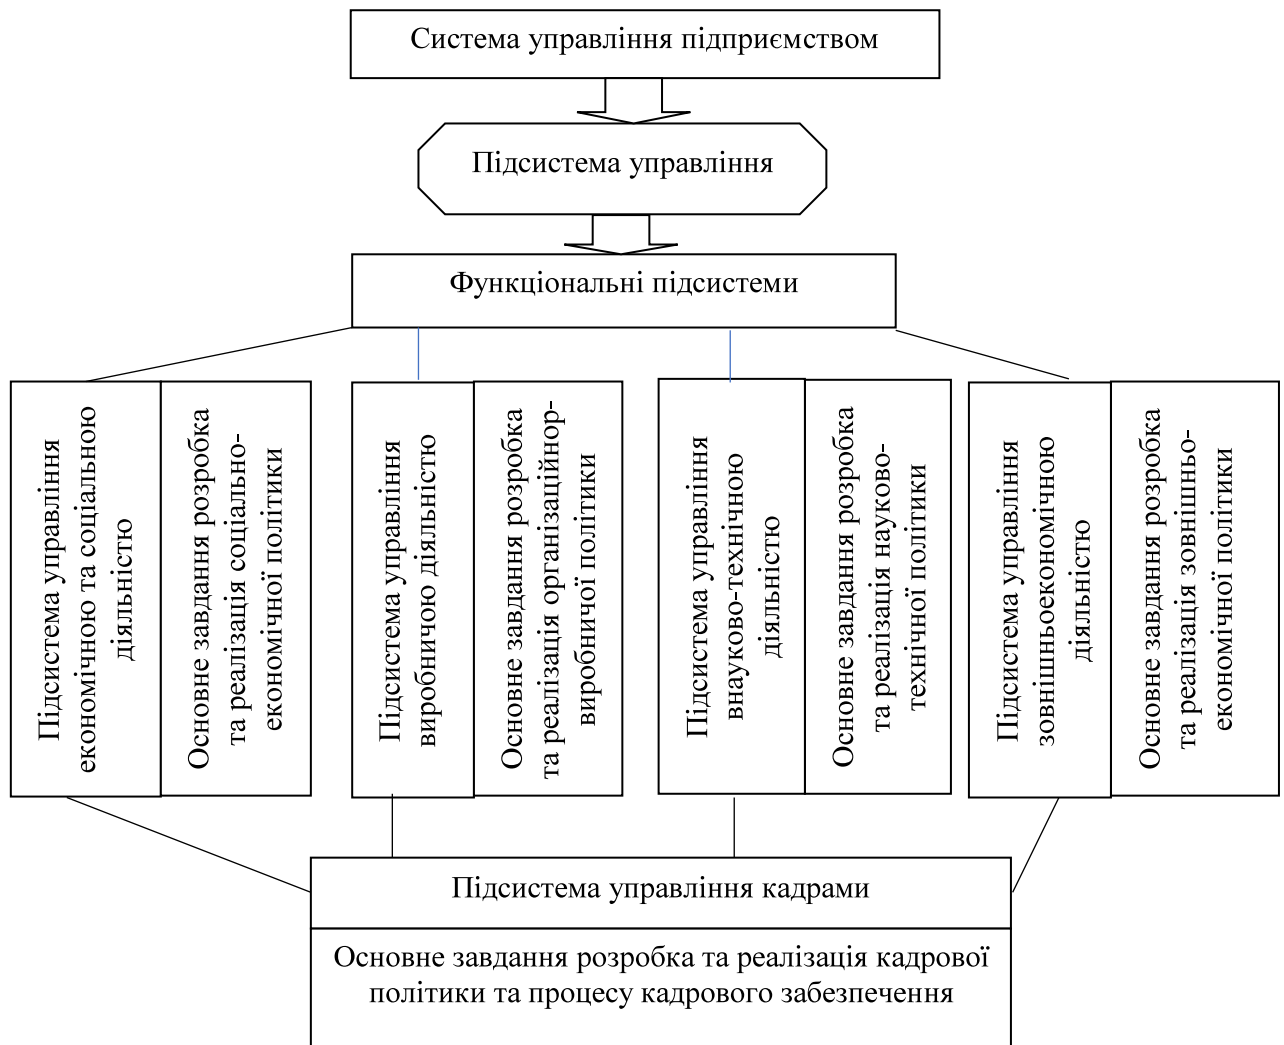 Система управління підприємством
Підсистема управління
Функціональні підсистеми
Підсистема управління
економічною та соціальною
діяльністю
Основне завдання розробка
та реалізація соціально-
економічної політики
Підсистема управління
виробничою діяльністю
Основне завдання розробка
та реалізація організаційнор-
виробничої політики
Підсистема управління
внауково-технічною
діяльністю
Основне завдання розробка
та реалізація науково-
технічної політики
Підсистема управління
зовнішньоекономічною
діяльністю
Основне завдання розробка
та реалізація зовнішньо-
економічної політики
Підсистема управління кадрами
Основне завдання розробка та реалізація кадрової
політики та процесу кадрового забезпечення